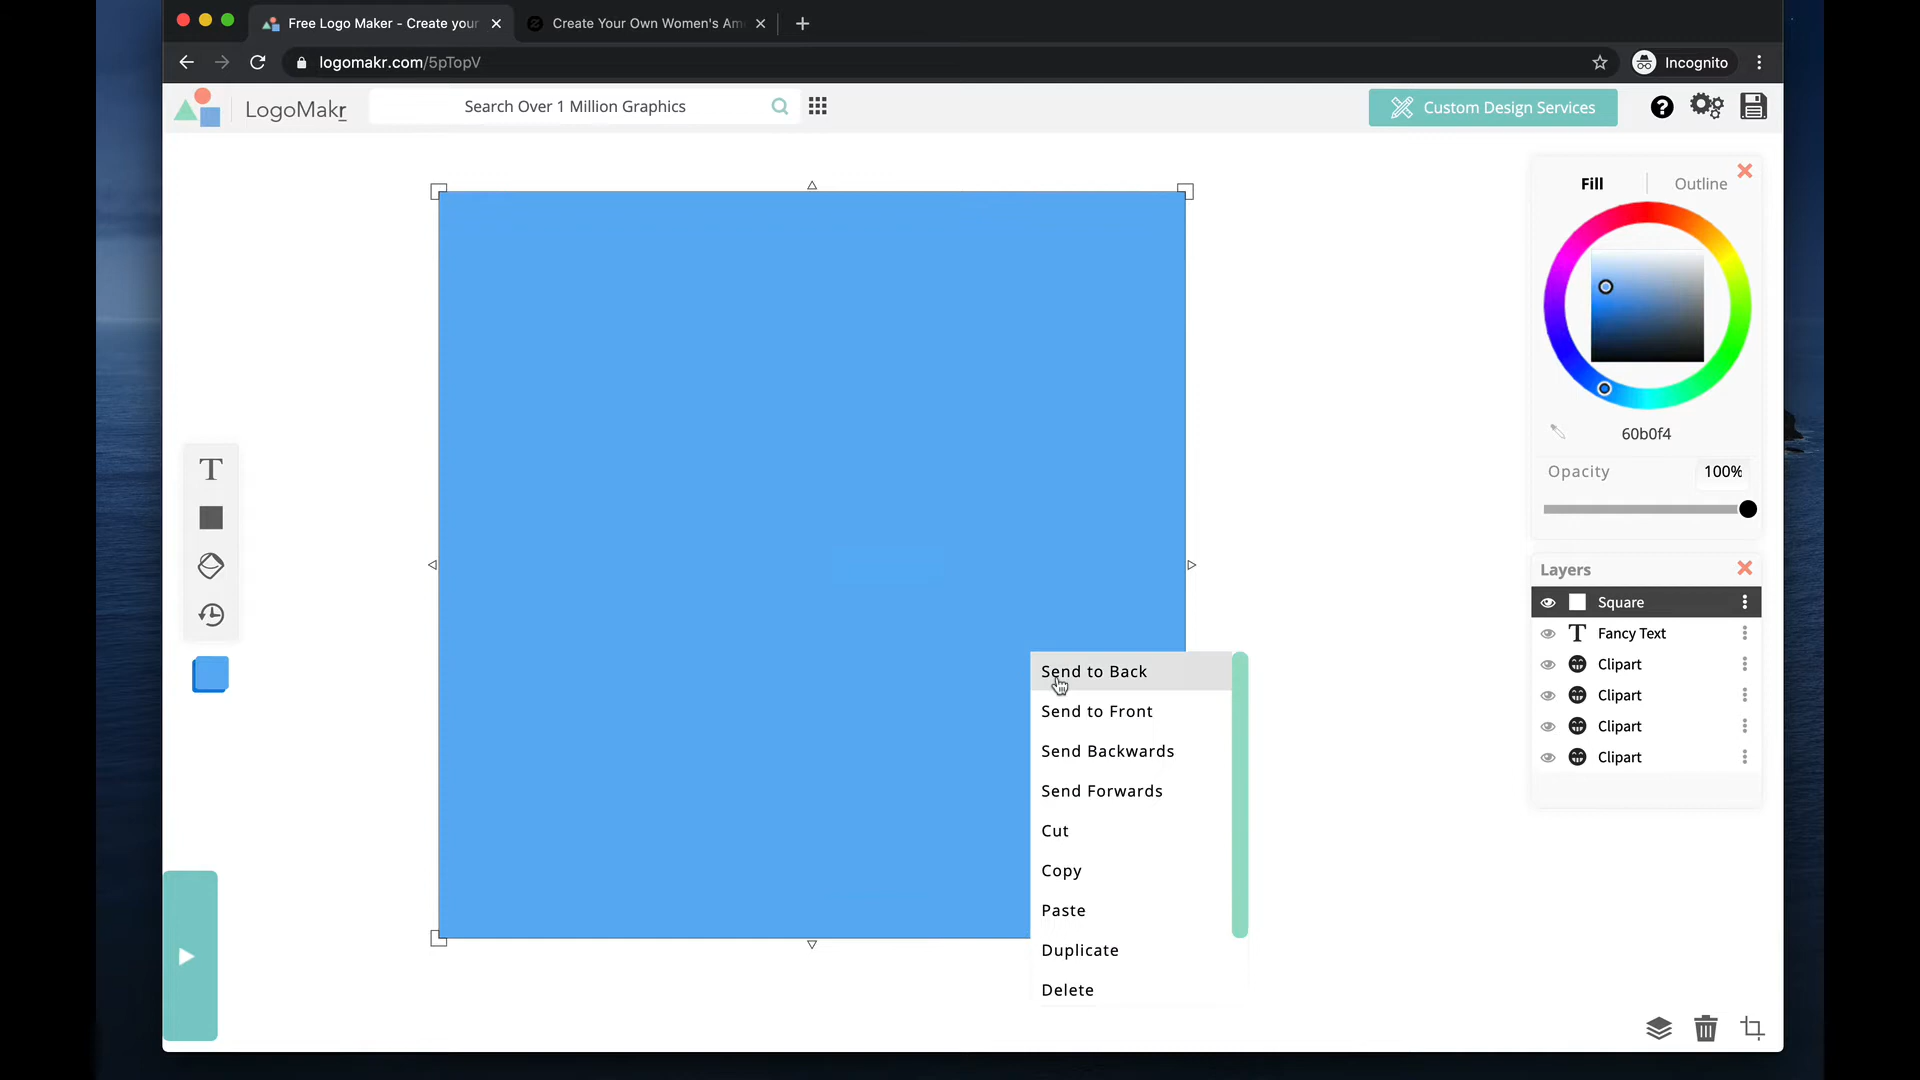 Free Logo Maker - Create your
Create Your Own Women's Am
logomakr.com/5pTopV
Incognito
LogoMakr
Search Over 1 Million Graphics
Custom Design Services
?
Fill
Outline
60b0f4
Opacity
100%
Layers
Square
T Fancy Text
Clipart
Clipart
Clipart
Clipart
T
Send to Back
Send to Front
Send Backwards
Send Forwards
Cut
Copy
Paste
Duplicate
Delete